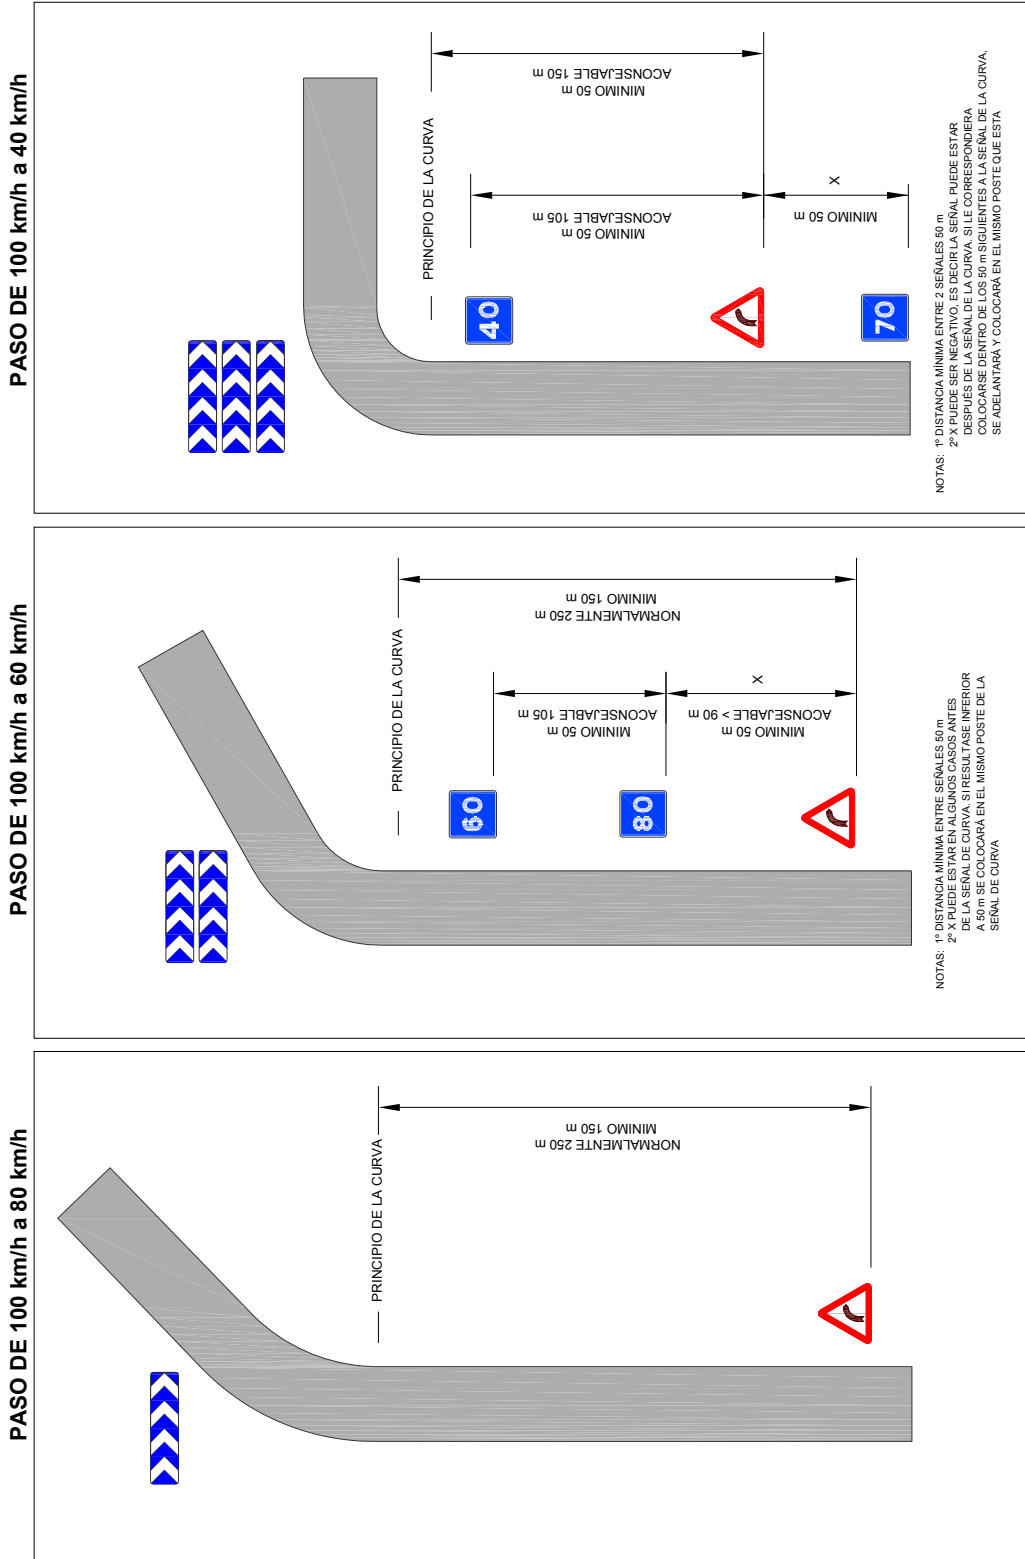 PASO DE 100 km/h a 80 km/h
PRINCIPIO DE LA CURVA
NORMALMENTE 250 m
MINIMO 150 m
PASO DE 100 km/h a 60 km/h
PRINCIPIO DE LA CURVA
NORMALMENTE 250 m
MINIMO 150 m
60
MINIMO 50 m
ACONSEJABLE 105 m
80
MINIMO 50 m
ACONSEJABLE > 90 m
X
NOTAS: 1º DISTANCIA MÍNIMA ENTRE SEÑALES 50 m
2º X PUEDE ESTAR EN ALGUNOS CASOS ANTES
DE LA SEÑAL DE CURVA. SI RESULTASE INFERIOR
A 50 m SE COLOCARÁ EN EL MISMO POSTE DE LA
SEÑAL DE CURVA
PASO DE 100 km/h a 40 km/h
PRINCIPIO DE LA CURVA
MINIMO 50 m
ACONSEJABLE 150 m
40
MINIMO 50 m
ACONSEJABLE 105 m
70
MINIMO 50 m
X
NOTAS: 1º DISTANCIA MÍNIMA ENTRE 2 SEÑALES 50 m
2º X PUEDE SER NEGATIVO, ES DECIR LA SEÑAL PUEDE ESTAR
DESPUÉS DE LA SEÑAL DE LA CURVA. SI LE CORRESPONDIERA
COLOCARSE DENTRO DE LOS 50 m SIGUIENTES A LA SEÑAL DE LA CURVA,
SE ADELANTARÁ Y COLOCARÁ EN EL MISMO POSTE QUE ESTA